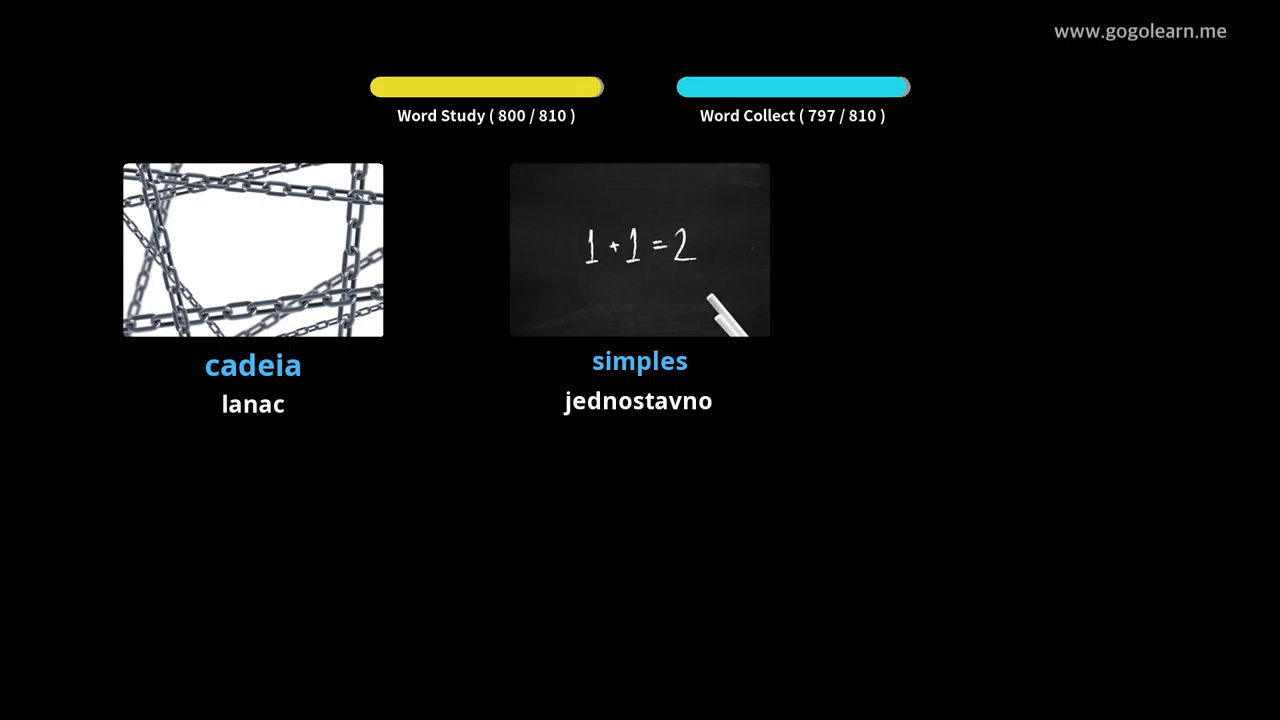 www.gogolearn.me
Word Study ( 800 / 810 )
Word Collect ( 797 / 810 )
1 + 1 = 2
cadeia
lanac
simples
jednostavno